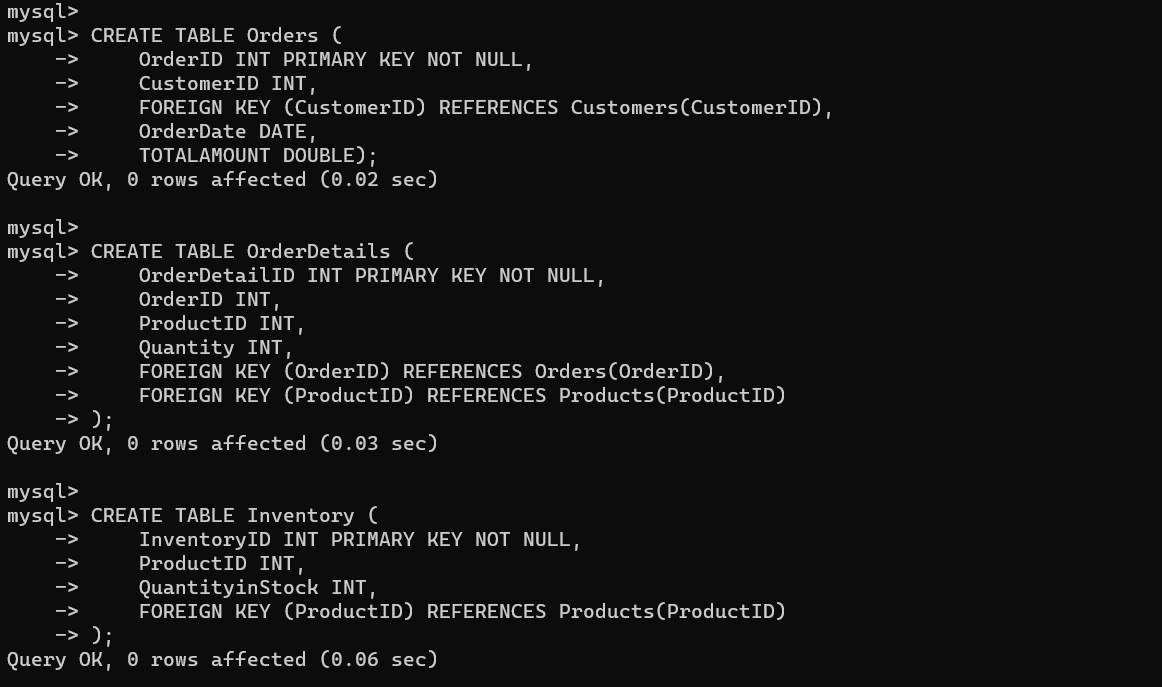 mysql>
mysql> CREATE TABLE Orders (
    ->     OrderID INT PRIMARY KEY NOT NULL,
    ->     CustomerID INT,
    ->     FOREIGN KEY (CustomerID) REFERENCES Customers(CustomerID),
    ->     OrderDate DATE,
    ->     TOTALAMOUNT DOUBLE);
Query OK, 0 rows affected (0.02 sec)

mysql>
mysql> CREATE TABLE OrderDetails (
    ->     OrderDetailID INT PRIMARY KEY NOT NULL,
    ->     OrderID INT,
    ->     ProductID INT,
    ->     Quantity INT,
    ->     FOREIGN KEY (OrderID) REFERENCES Orders(OrderID),
    ->     FOREIGN KEY (ProductID) REFERENCES Products(ProductID)
    -> );
Query OK, 0 rows affected (0.03 sec)

mysql>
mysql> CREATE TABLE Inventory (
    ->     InventoryID INT PRIMARY KEY NOT NULL,
    ->     ProductID INT,
    ->     QuantityinStock INT,
    ->     FOREIGN KEY (ProductID) REFERENCES Products(ProductID)
    -> );
Query OK, 0 rows affected (0.06 sec)